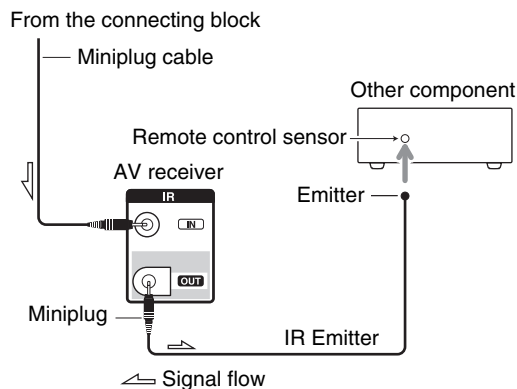 From the connecting block
Miniplug cable
Other component
Remote control sensor
AV receiver
IR
IN
Emitter
OUT
Miniplug
IR Emitter
Signal flow